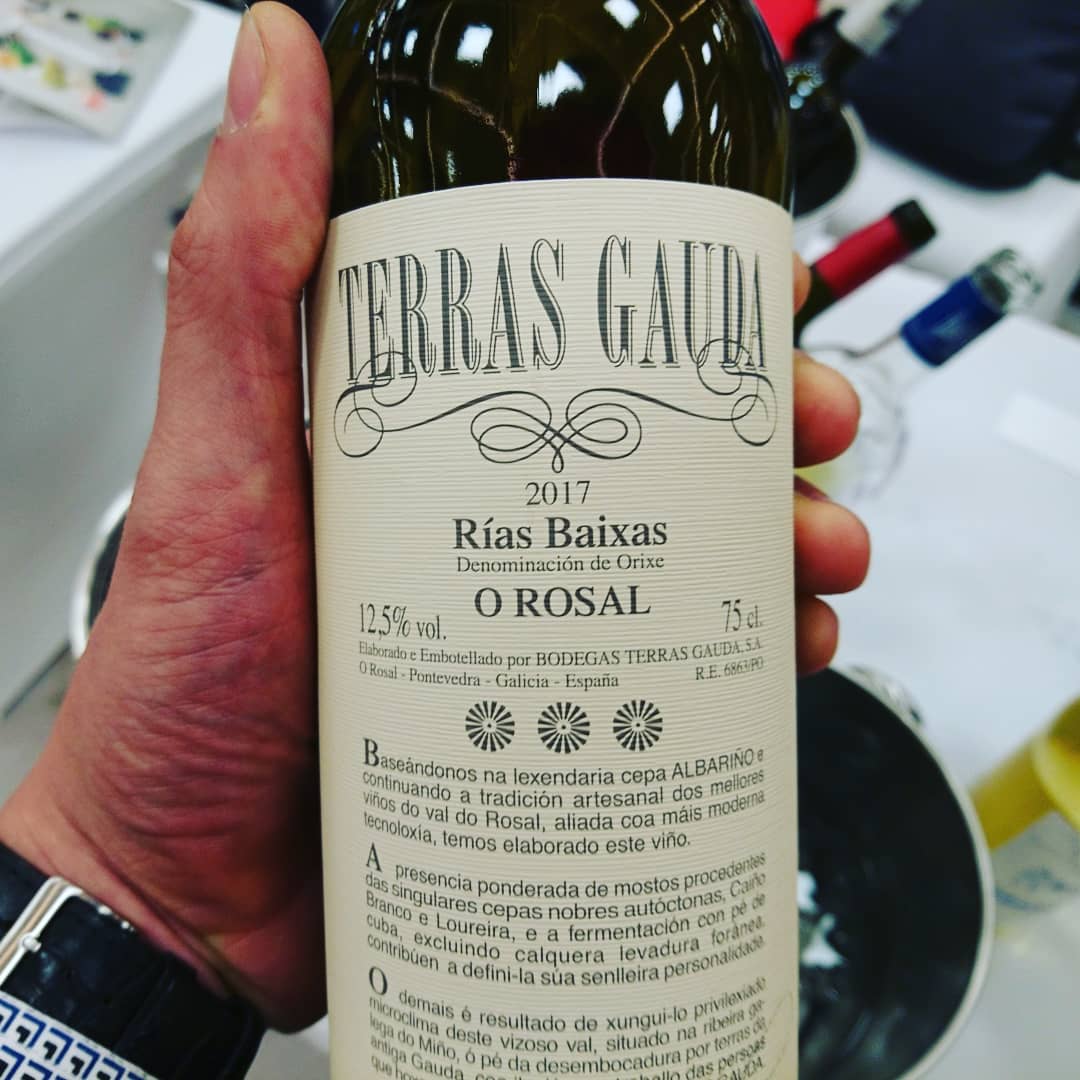 TERRAS GAUDA
2017
Rías Baixas
Denominación de Orixe
O ROSAL
12,5% vol. 75 cl.
Elaborado e Embotellado por BODEGAS TERRAS GAUDA, S.A.
O Rosal - Pontevedra - Galicia - España R.E. 6863/PO
Baseándonos na lexendaria cepa ALBARIÑO e
continuando a tradición artesanal dos mellores
viños do val do Rosal, aliada coa máis moderna
tecnoloxía, temos elaborado este viño.
A presencia ponderada de mostos procedentes
das singulares cepas nobres autóctonas, Caiño
Branco e Loureira, e a fermentación con pé de
cuba, excluindo calquera levadura foránea,
contribúen a defini-la súa senlleira personalidade.
O demais é resultado de xungui-lo privilexiado
microclima deste vizoso val, situado na ribeira ga-
lega do Miño, ó pé da desembocadura por terras da
antiga Gauda, das persoas
que GAUDA.